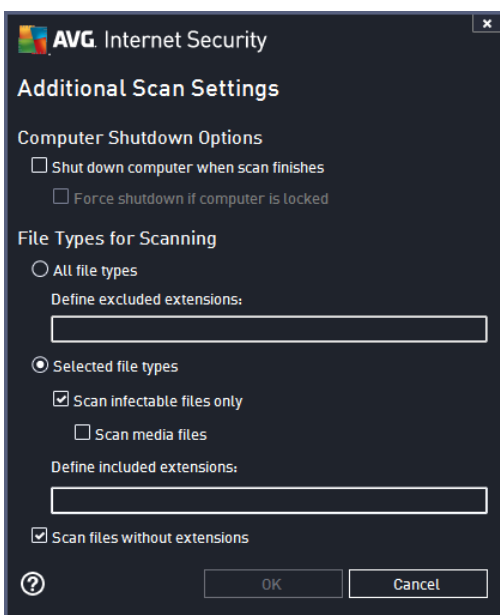 AVG. Internet Security
Additional Scan Settings
Computer Shutdown Options
Shut down computer when scan finishes
Force shutdown if computer is locked
File Types for Scanning
All file types
Define excluded extensions:
Selected file types
Scan infectable files only
Scan media files
Define included extensions:
Scan files without extensions
OK Cancel